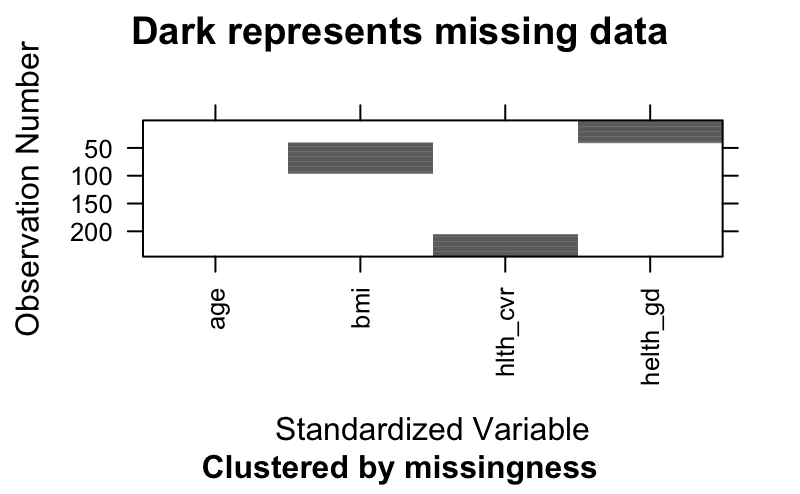 Dark represents missing data
Observation Number
50
100
150
200
age
bmi
hlth_cvr
helth_gd
Standardized Variable
Clustered by missingness